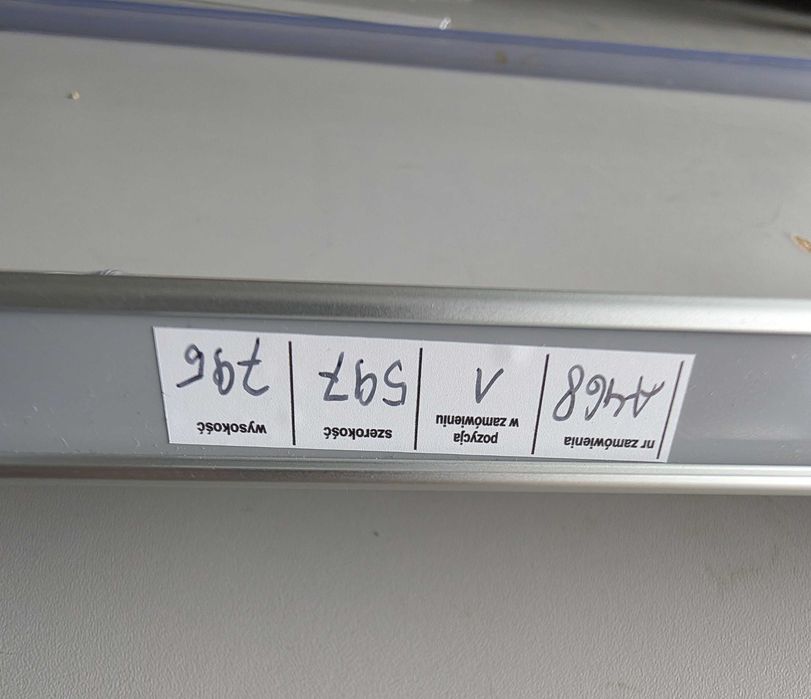 nr zamówienia
A468
pozycja
w zamówieniu
1
szerokość
597
wysokość
796